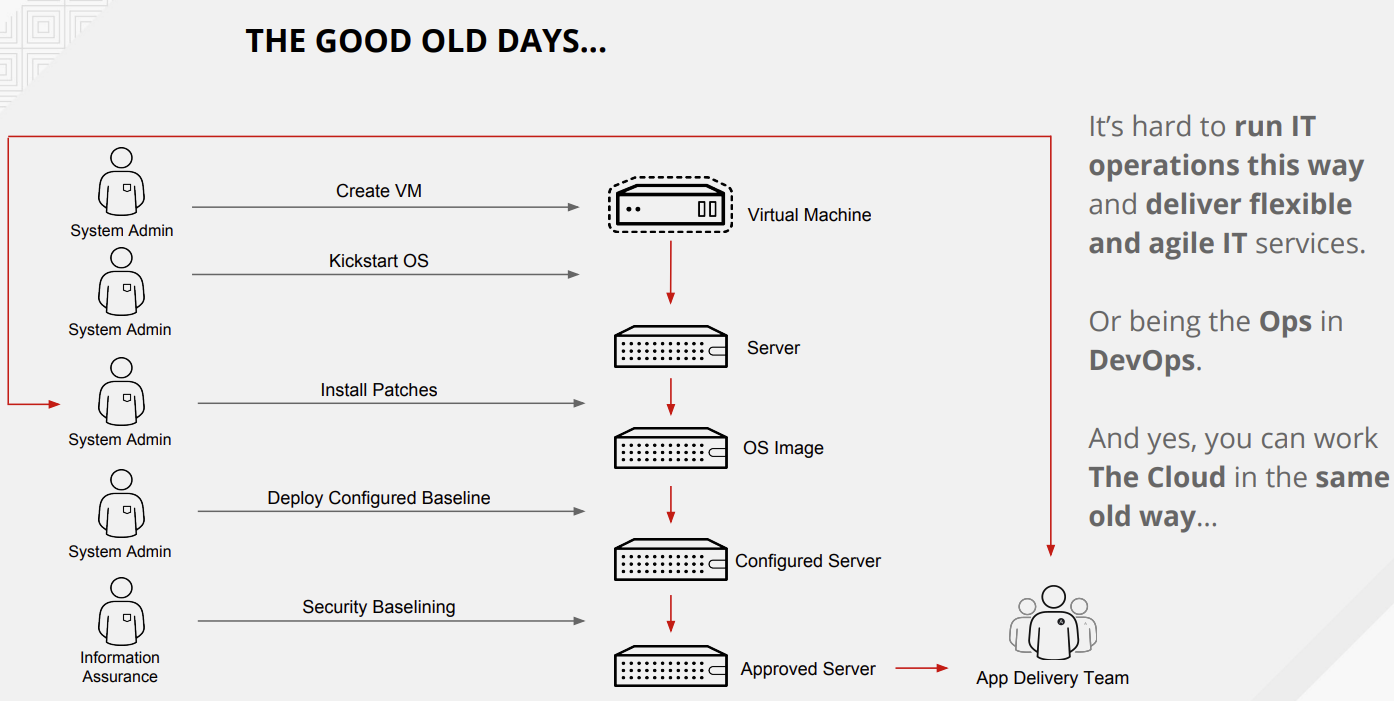 THE GOOD OLD DAYS...
System Admin
Create VM
Virtual Machine
System Admin
Kickstart OS
Server
System Admin
Install Patches
OS Image
System Admin
Deploy Configured Baseline
Configured Server
Information
Assurance
Security Baselining
Approved Server
App Delivery Team
It’s hard to run IT
operations this way
and deliver flexible
and agile IT services.
Or being the Ops in
DevOps.
And yes, you can work
The Cloud in the same
old way...